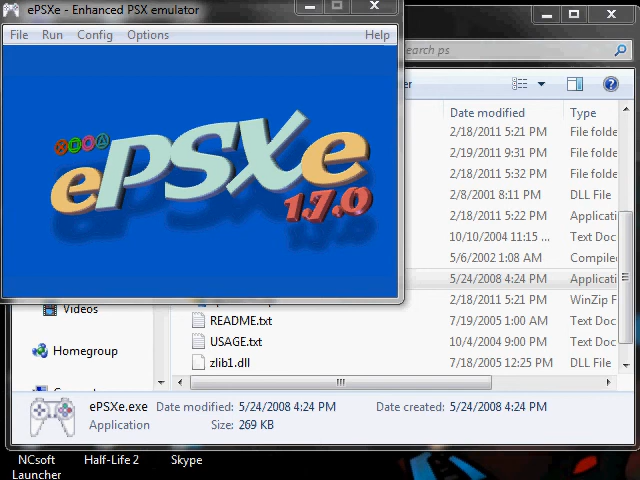 ePSXe - Enhanced PSX emulator
File Run Config Options Help
ePSXe
1.7.0
earch ps
er
Date modified Type
2/18/2011 5:21 PM File folde
2/19/2011 9:31 PM File folde
2/18/2011 5:32 PM File folde
2/8/2001 8:11 PM DLL File
2/18/2011 5:22 PM Applicati
10/10/2004 11:15 ... Text Doc
5/6/2002 1:08 AM Compile
5/24/2008 4:24 PM Applicati
2/18/2011 5:21 PM WinZip F
README.txt 7/19/2005 1:00 AM Text Doc
USAGE.txt 10/4/2004 9:00 PM Text Doc
zlib1.dll 7/18/2005 12:25 PM DLL File
Videos
Homegroup
ePSXe.exe Date modified: 5/24/2008 4:24 PM Date created: 5/24/2008 4:24 PM
Application Size: 269 KB
NCsoft Launcher
Half-Life 2
Skype